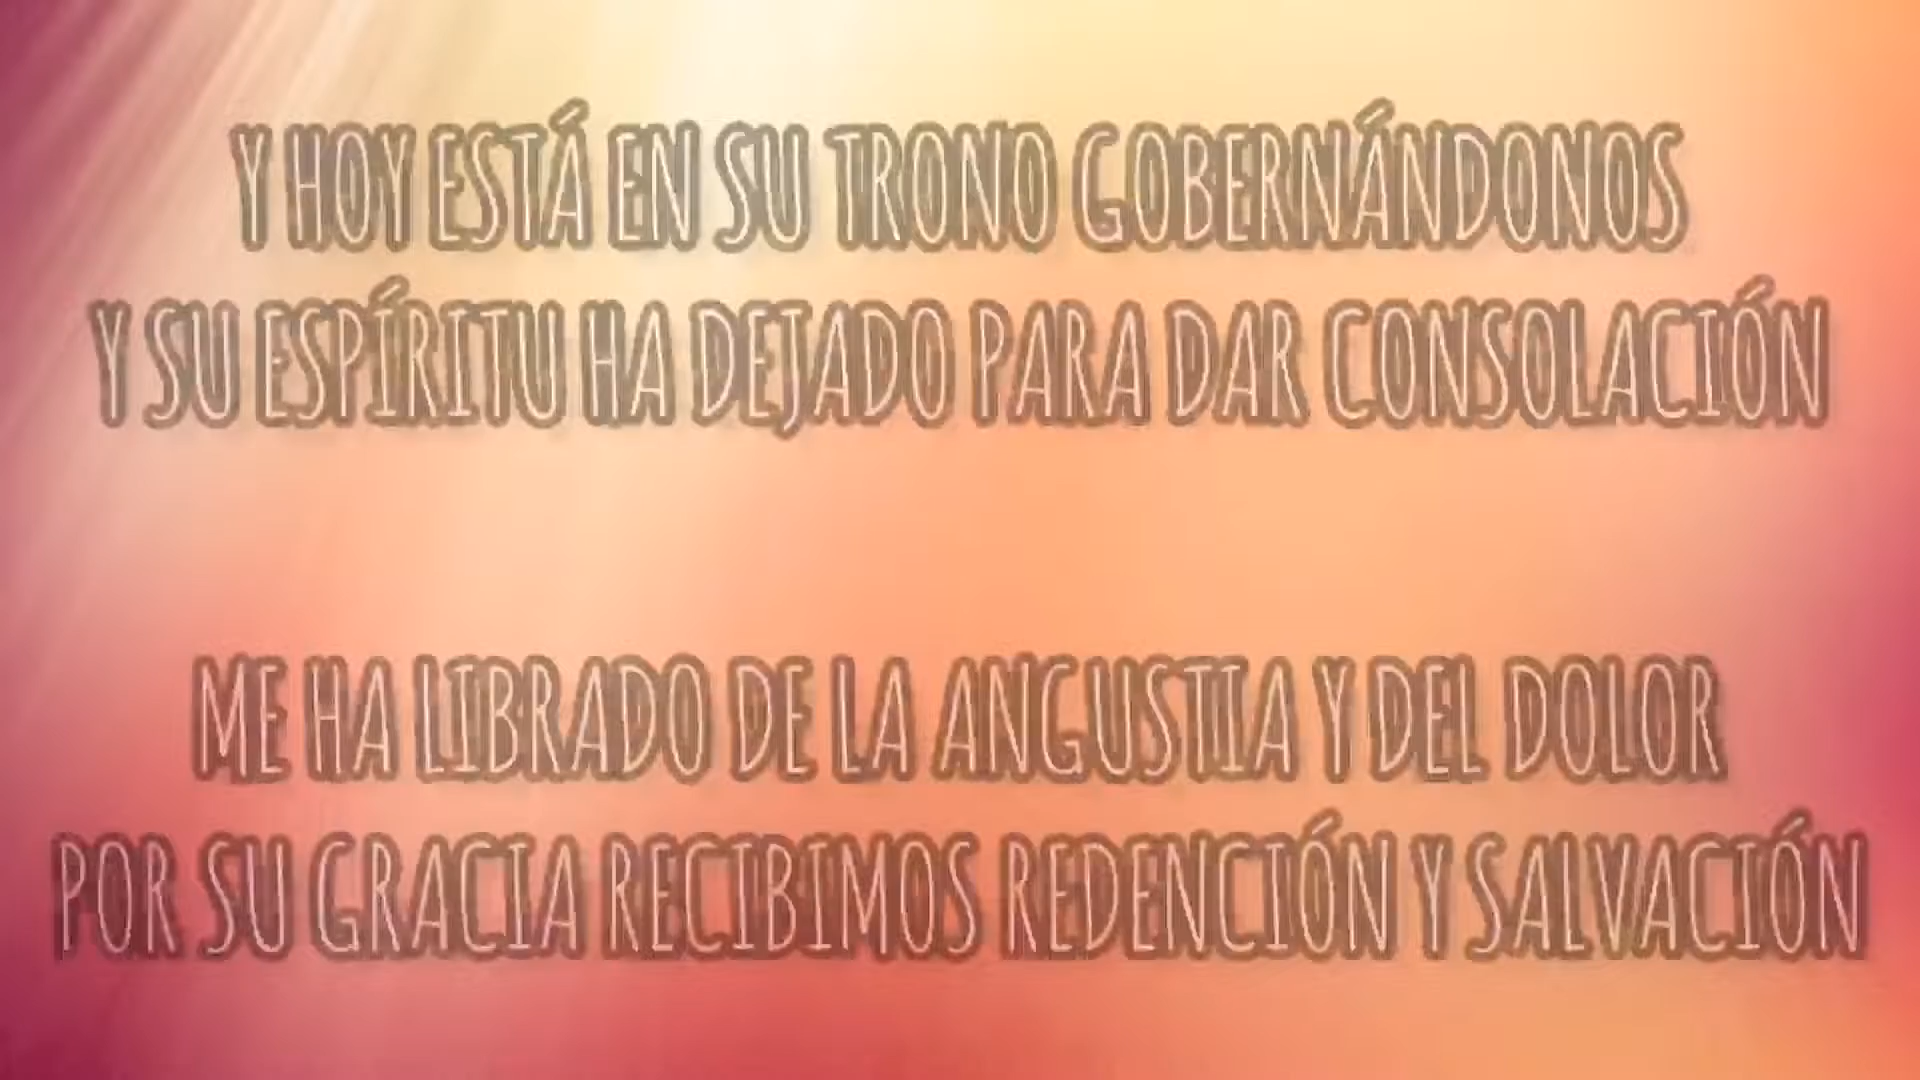 Y HOY ESTÁ EN SU TRONO GOBERNÁNDONOS
Y SU ESPÍRITU HA DEJADO PARA DAR CONSOLACIÓN
ME HA LIBRADO DE LA ANGUSTIA Y DEL DOLOR
POR SU GRACIA RECIBIMOS REDENCIÓN Y SALVACIÓN